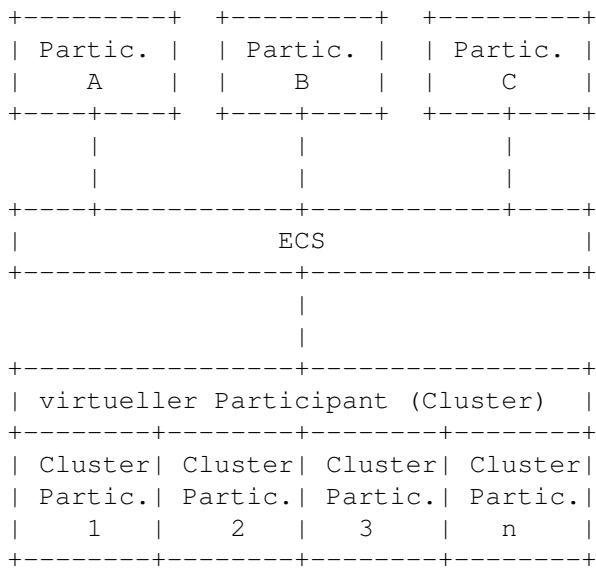 Partic. Partic. Partic.
A B C
ECS
virtueller Participant (Cluster)
Cluster Cluster Cluster Cluster
Partic. Partic. Partic. Partic.
1 2 3 n